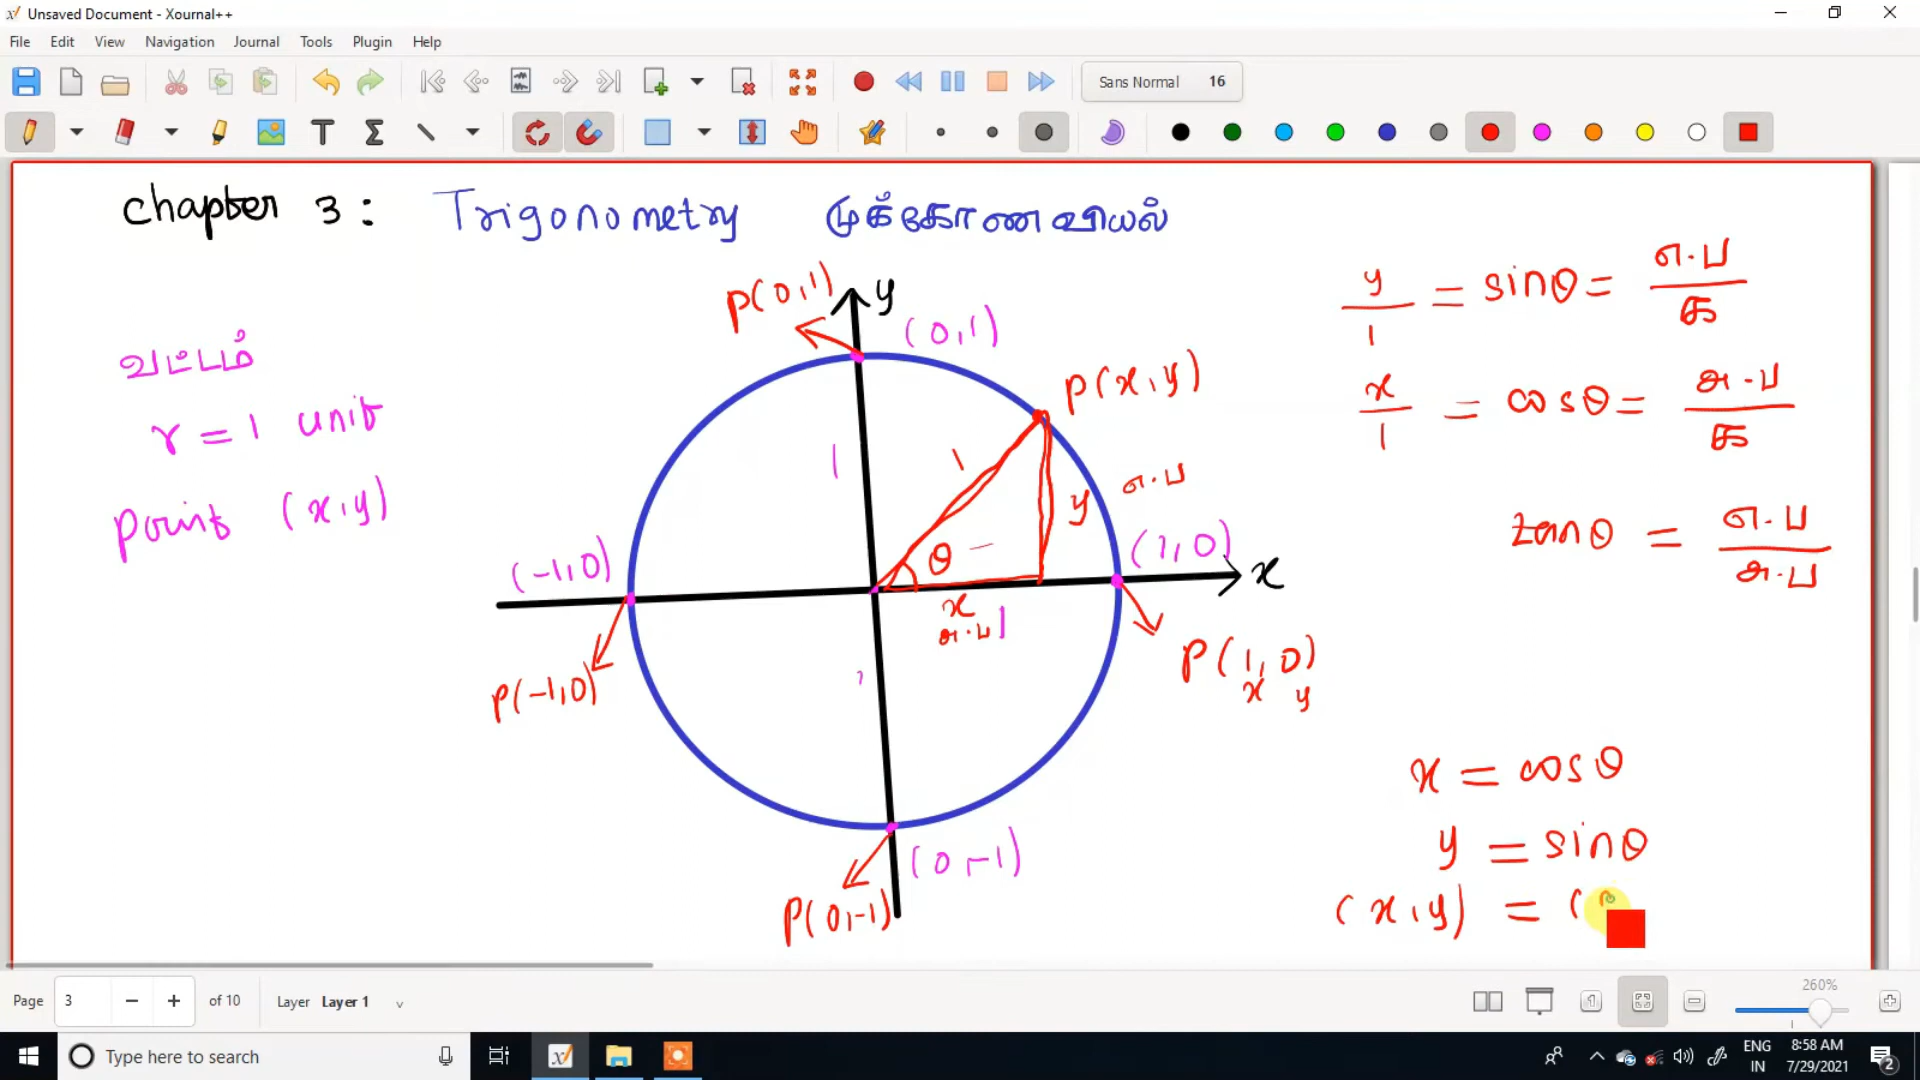 Unsaved Document - Xournal++
File Edit View Navigation Journal Tools Plugin Help
Sans Normal 16
Chapter 3 : Trigonometry முக்கோணவியல்
வட்டம்
r = 1 unit
point (x,y)
P(0,1)
y
(0,1)
P(x,y)
1
1
y எ.ப
θ
(-1,0)
(1,0)
x
x
அ.ப
1
P(-1,0)
P(1,0)
x y
(0,-1)
P(0,-1)
y/1 = sinθ = எ.ப/க
x/1 = cosθ = அ.ப/க
tanθ = எ.ப/அ.ப
x = cosθ
y = sinθ
(x,y) = (
Page 3 of 10 Layer Layer 1
260%
Type here to search
ENG
IN
8:58 AM
7/29/2021
2